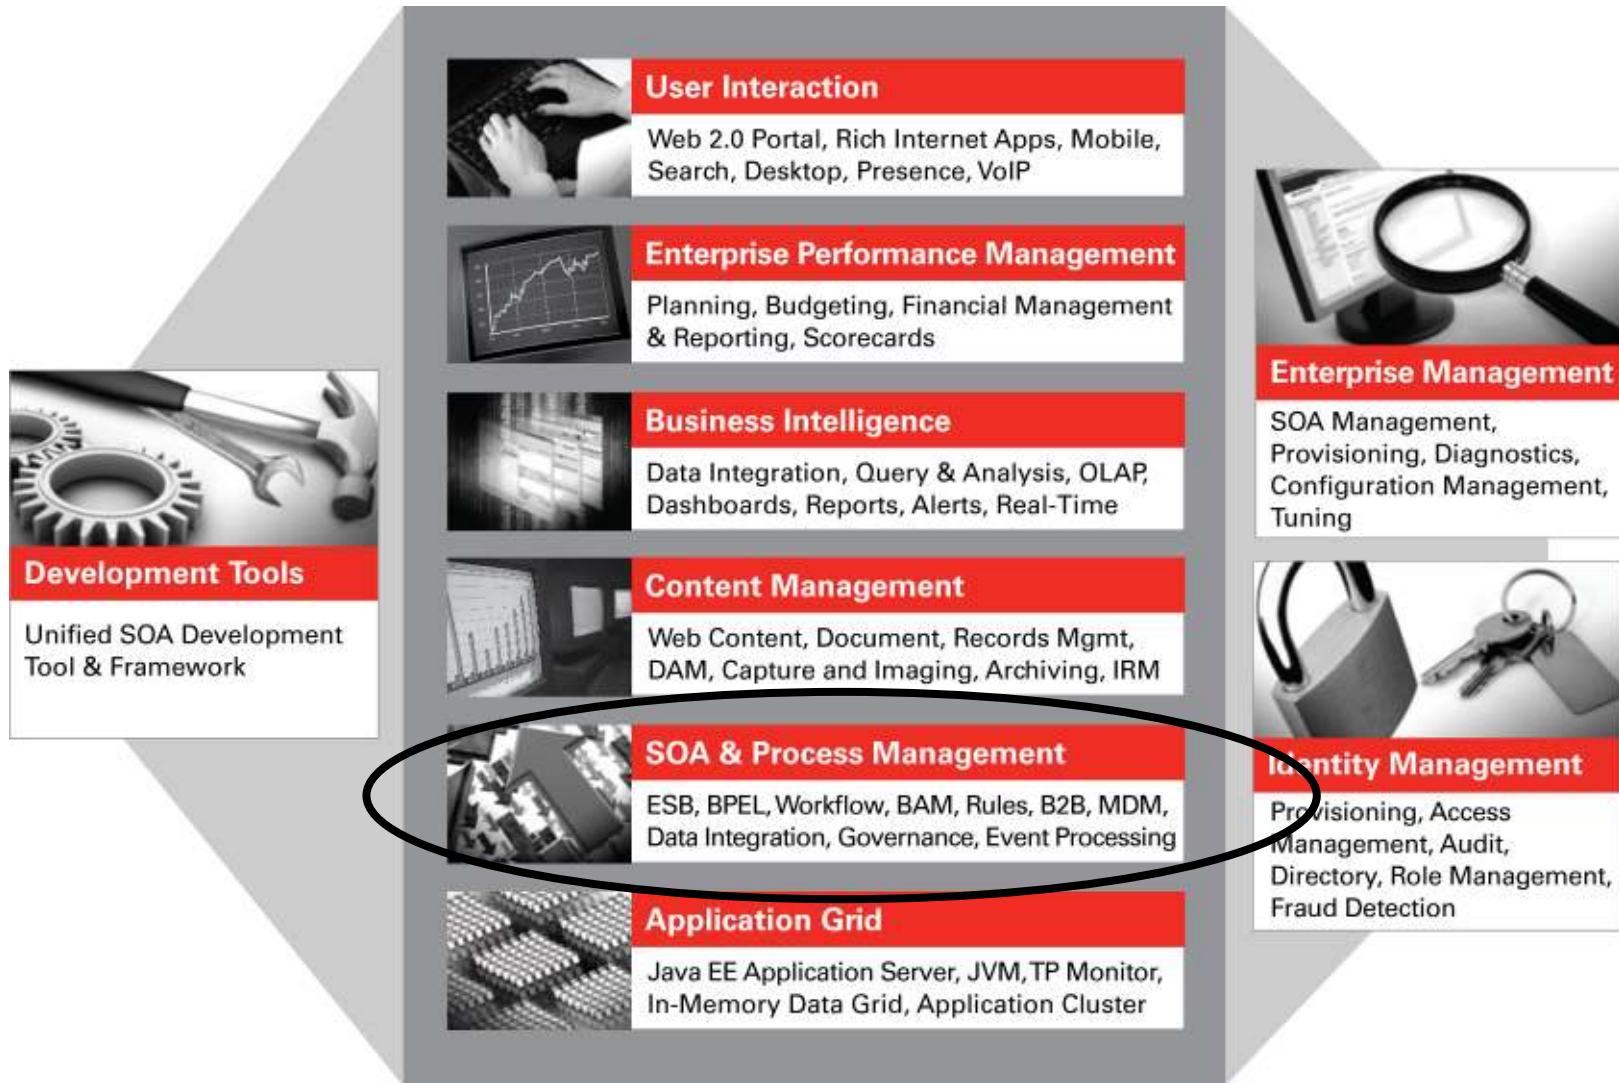 User Interaction
Web 2.0 Portal, Rich Internet Apps, Mobile,
Search, Desktop, Presence, VoIP
Enterprise Performance Management
Planning, Budgeting, Financial Management
& Reporting, Scorecards
Business Intelligence
Data Integration, Query & Analysis, OLAP,
Dashboards, Reports, Alerts, Real-Time
Content Management
Web Content, Document, Records Mgmt,
DAM, Capture and Imaging, Archiving, IRM
SOA & Process Management
ESB, BPEL, Workflow, BAM, Rules, B2B, MDM,
Data Integration, Governance, Event Processing
Application Grid
Java EE Application Server, JVM, TP Monitor,
In-Memory Data Grid, Application Cluster
Development Tools
Unified SOA Development
Tool & Framework
Enterprise Management
SOA Management,
Provisioning, Diagnostics,
Configuration Management,
Tuning
Identity Management
Provisioning, Access
Management, Audit,
Directory, Role Management,
Fraud Detection